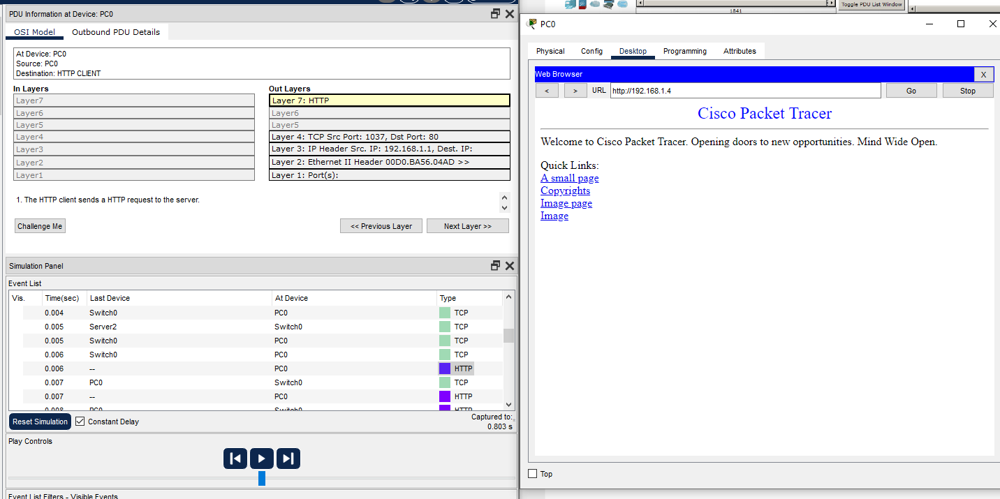 PDU Information at Device: PC0
OSI Model Outbound PDU Details
At Device: PC0
Source: PC0
Destination: HTTP CLIENT
In Layers
Layer7
Layer6
Layer5
Layer4
Layer3
Layer2
Layer1
Out Layers
Layer 7: HTTP
Layer6
Layer5
Layer 4: TCP Src Port: 1037, Dst Port: 80
Layer 3: IP Header Src. IP: 192.168.1.1, Dest. IP:
Layer 2: Ethernet II Header 00D0.BA56.04AD >>
Layer 1: Port(s):
1. The HTTP client sends a HTTP request to the server.
Challenge Me << Previous Layer Next Layer >>
Simulation Panel
Event List
Vis. Time(sec) Last Device At Device Type
0.004 Switch0 PC0 TCP
0.005 Server2 Switch0 TCP
0.005 Switch0 PC0 TCP
0.006 Switch0 PC0 TCP
0.006 -- PC0 HTTP
0.007 PC0 Switch0 TCP
0.007 -- PC0 HTTP
0.008 PC0 Switch0 HTTP
Reset Simulation Constant Delay Captured to:
0.803 s
Play Controls
Event List Filters - Visible Events
1841
Toggle PDU List Window
PC0
Physical Config Desktop Programming Attributes
Web Browser X
< > URL http://192.168.1.4 Go Stop
Cisco Packet Tracer
Welcome to Cisco Packet Tracer. Opening doors to new opportunities. Mind Wide Open.
Quick Links:
A small page
Copyrights
Image page
Image
Top